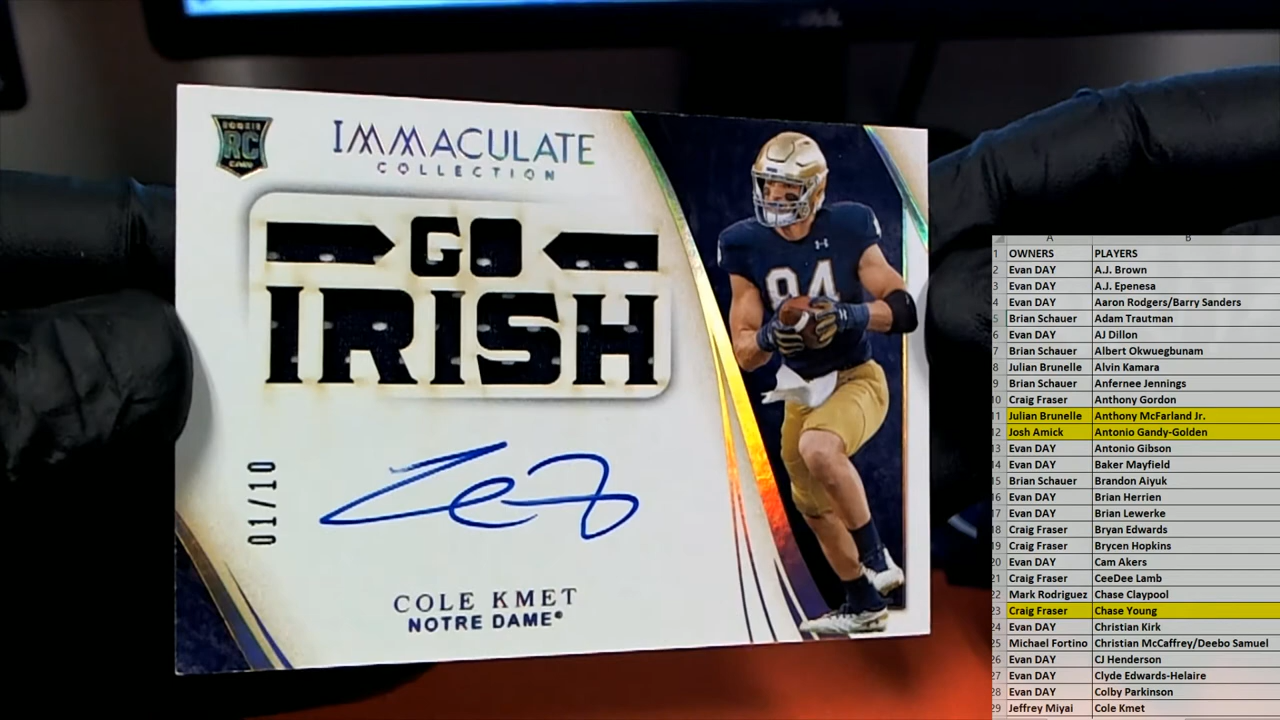 ROOKIE
RC
CARD
IMMACULATE
COLLECTION
GO
IRISH
84
01/10
COLE KMET
NOTRE DAME®
A B
1 OWNERS PLAYERS
2 Evan DAY A.J. Brown
3 Evan DAY A.J. Epenesa
4 Evan DAY Aaron Rodgers/Barry Sanders
5 Brian Schauer Adam Trautman
6 Evan DAY AJ Dillon
7 Brian Schauer Albert Okwuegbunam
8 Julian Brunelle Alvin Kamara
9 Brian Schauer Anfernee Jennings
10 Craig Fraser Anthony Gordon
11 Julian Brunelle Anthony McFarland Jr.
12 Josh Amick Antonio Gandy-Golden
13 Evan DAY Antonio Gibson
14 Evan DAY Baker Mayfield
15 Brian Schauer Brandon Aiyuk
16 Evan DAY Brian Herrien
17 Evan DAY Brian Lewerke
18 Craig Fraser Bryan Edwards
19 Craig Fraser Brycen Hopkins
20 Evan DAY Cam Akers
21 Craig Fraser CeeDee Lamb
22 Mark Rodriguez Chase Claypool
23 Craig Fraser Chase Young
24 Evan DAY Christian Kirk
25 Michael Fortino Christian McCaffrey/Deebo Samuel
26 Evan DAY CJ Henderson
27 Evan DAY Clyde Edwards-Helaire
28 Evan DAY Colby Parkinson
29 Jeffrey Miyai Cole Kmet